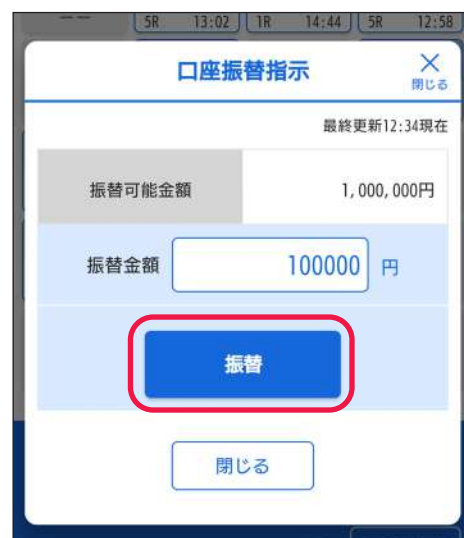 5R 13:02 1R 14:44 5R 12:58
口座振替指示
閉じる
最終更新12:34現在
振替可能金額 1,000,000円
振替金額 100000 円
振替
閉じる